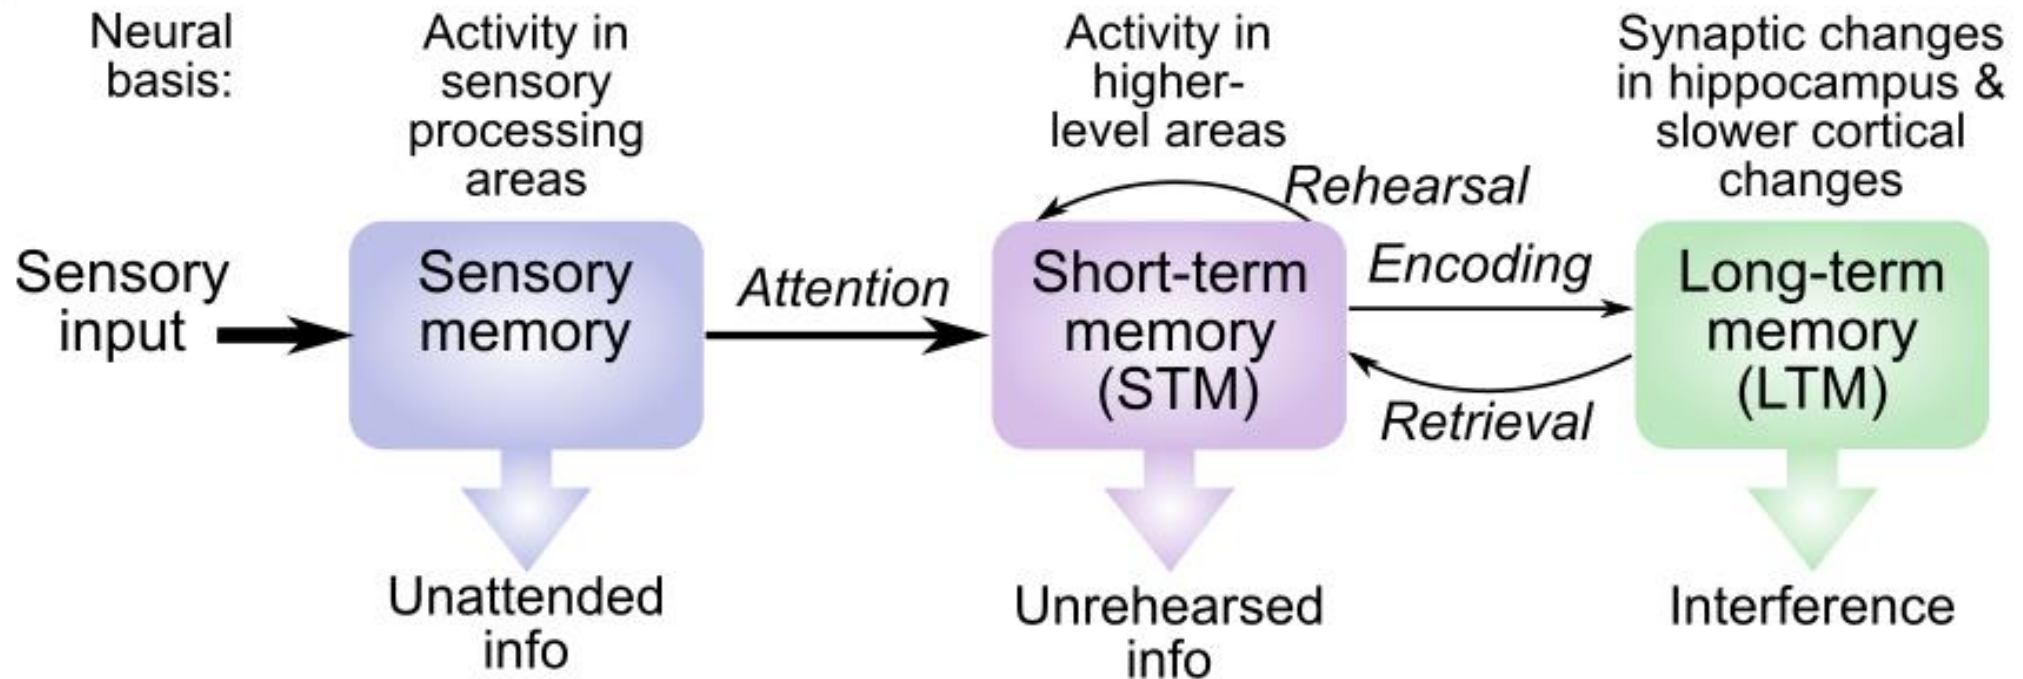 Neural
basis:
Activity in
sensory
processing
areas
Activity in
higher-
level areas
Synaptic changes
in hippocampus &
slower cortical
changes
Rehearsal
Sensory
input
Sensory
memory
Attention
Short-term
memory
(STM)
Encoding
Retrieval
Long-term
memory
(LTM)
Unattended
info
Unrehearsed
info
Interference